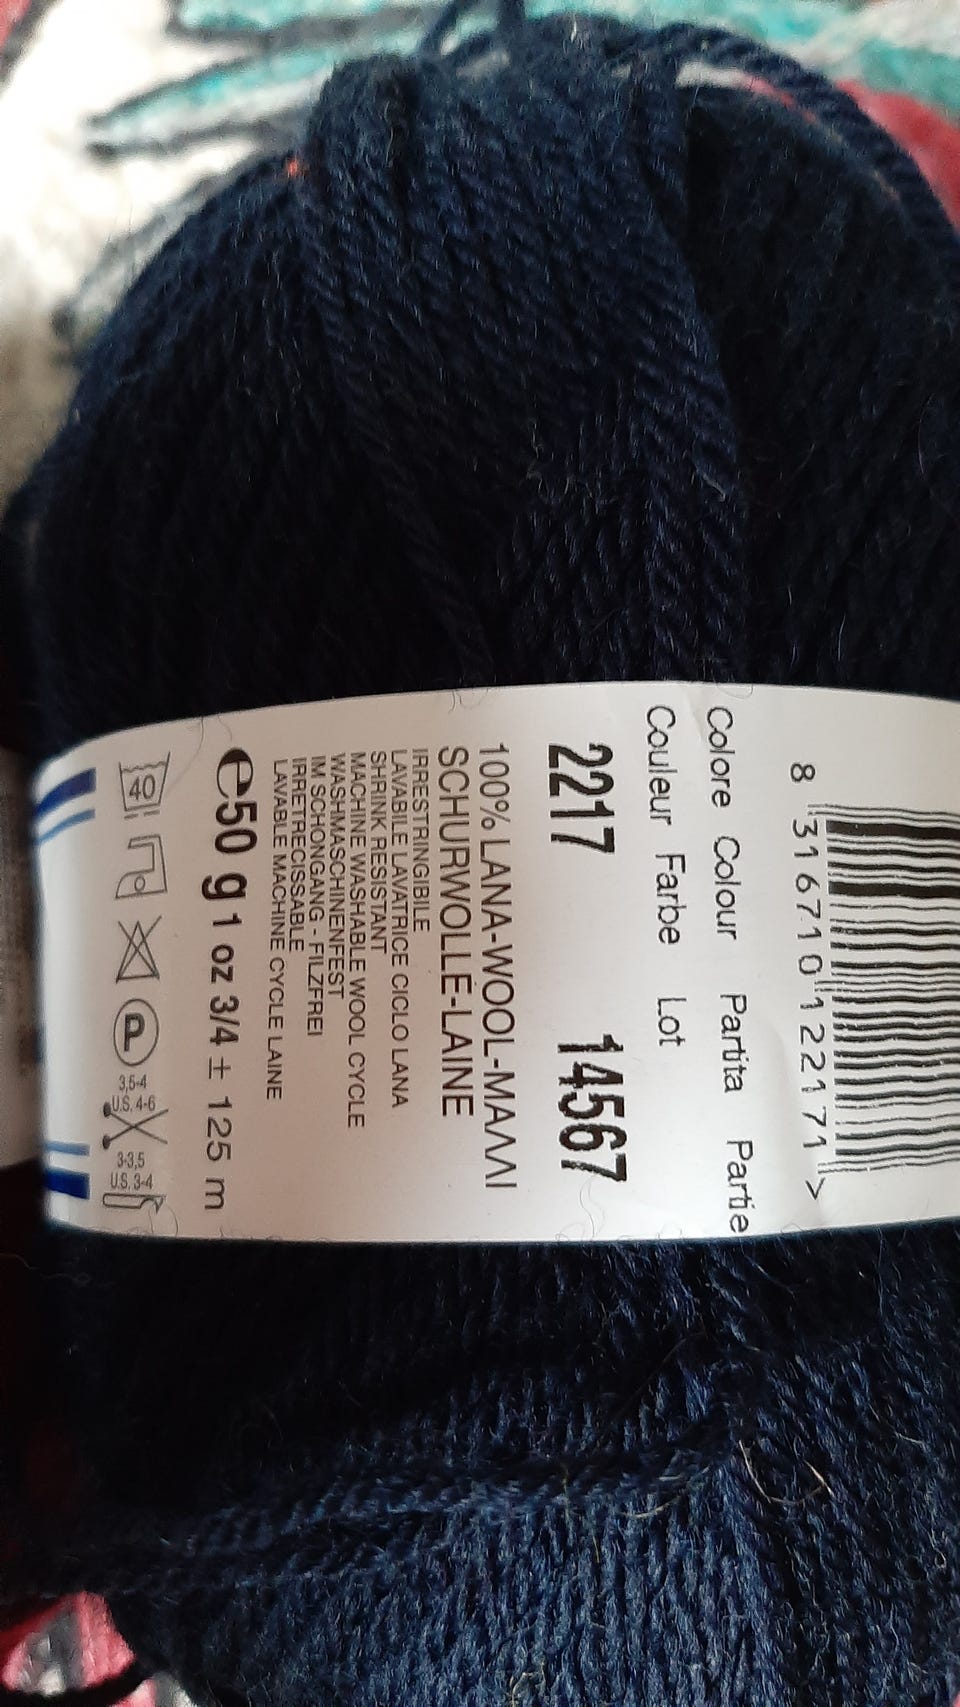 8 316710 122171 >
Colore Colour Partita Partie
Couleur Farbe Lot
2217 14567
100% LANA-WOOL-ΜΑΛΛΙ
SCHURWOLLE-LAINE
IRRESTRINGIBILE
LAVABILE LAVATRICE CICLO LANA
SHRINK RESISTANT
MACHINE WASHABLE WOOL CYCLE
WASHMASCHINENFEST
IM SCHONGANG - FILZFREI
IRRETRECISSABLE
LAVABLE MACHINE CYCLE LAINE
e50 g 1 oz 3/4 ± 125 m
40 P 3,5-4 U.S. 4-6 3-3,5 U.S. 3-4